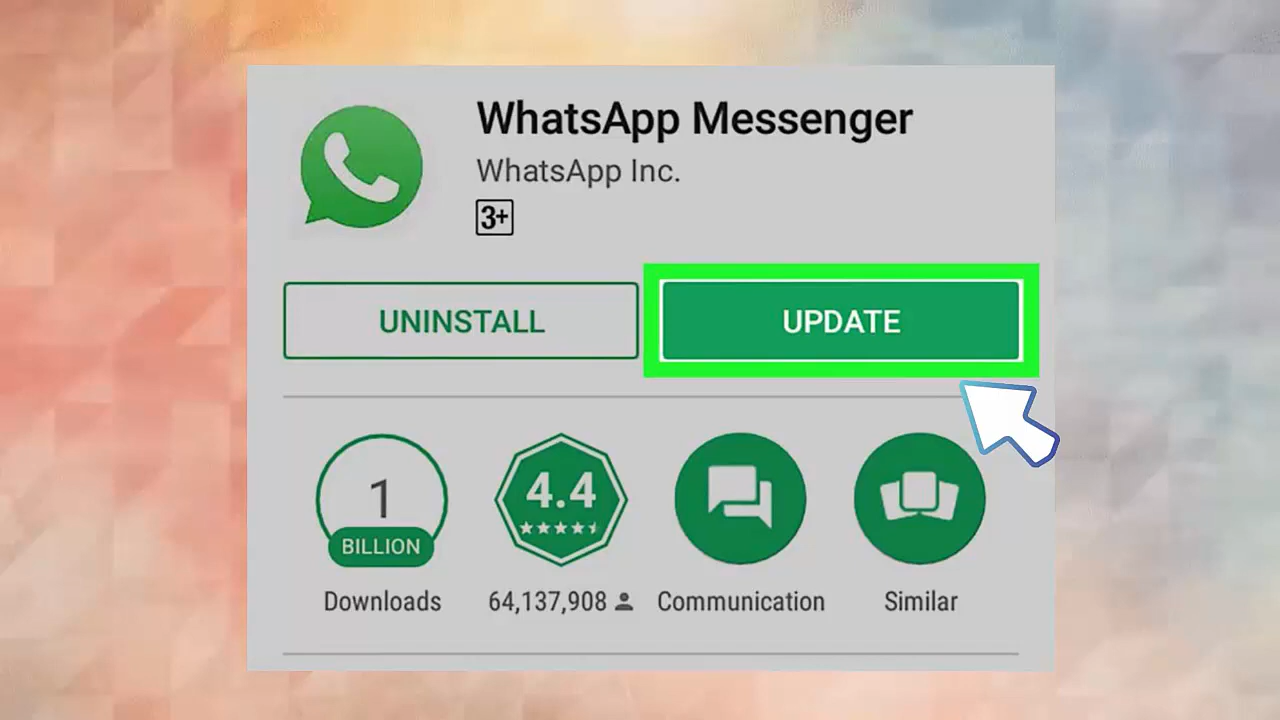 WhatsApp Messenger
WhatsApp Inc.
3+
UNINSTALL
UPDATE
1
BILLION
4.4
Downloads
64,137,908
Communication
Similar